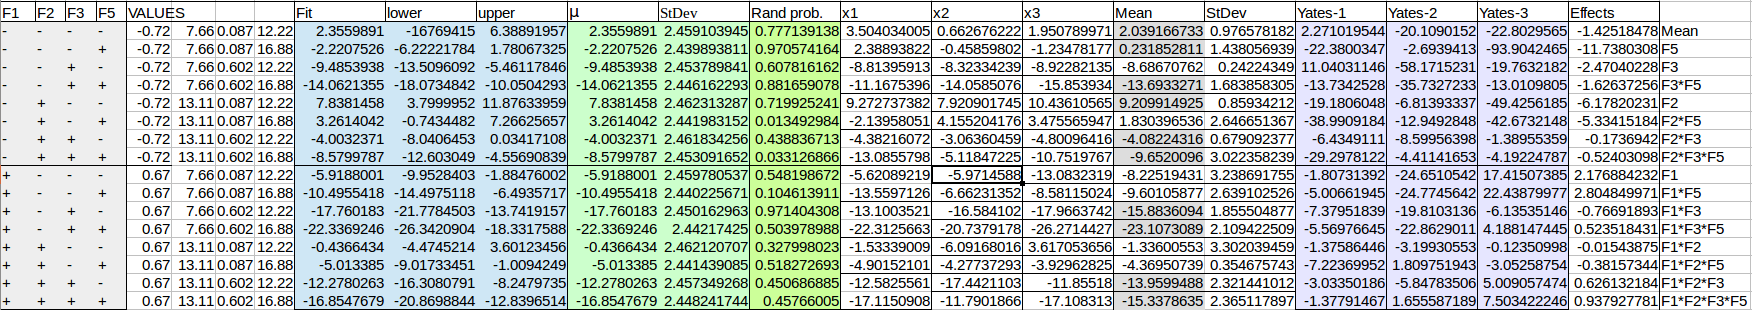 F1 F2 F3 F5 VALUES Fit lower upper µ StDev Rand prob. x1 x2 x3 Mean StDev Yates-1 Yates-2 Yates-3 Effects
- - - - -0.72 7.66 0.087 12.22 2.3559891 -16769415 6.38891957 2.3559891 2.459103945 0.777139138 3.504034005 0.662676222 1.950789971 2.039166733 0.976578182 2.271019544 -20.1090152 -22.8029565 -1.42518478 Mean
- - - + -0.72 7.66 0.087 16.88 -2.2207526 -6.22221784 1.78067325 -2.2207526 2.439893811 0.970574164 2.38893822 -0.45859802 -1.23478177 0.231852811 1.438056939 -22.3800347 -2.6939413 -93.9042465 -11.7380308 F5
- - + - -0.72 7.66 0.602 12.22 -9.4853938 -13.5096092 -5.46117846 -9.4853938 2.453789841 0.607816162 -8.81395913 -8.32334239 -8.92282135 -8.68670762 0.24224349 11.04031146 -58.1715231 -19.7632182 -2.47040228 F3
- - + + -0.72 7.66 0.602 16.88 -14.0621355 -18.0734842 -10.0504293 -14.0621355 2.446162293 0.881659078 -11.1675396 -14.0585076 -15.853934 -13.6933271 1.683858305 -13.7342528 -35.7327233 -13.0109805 -1.62637256 F3*F5
- + - - -0.72 13.11 0.087 12.22 7.8381458 3.7999952 11.87633959 7.8381458 2.462313287 0.719925241 9.272737382 7.920901745 10.43610565 9.209914925 0.85934212 -19.1806048 -6.81393337 -49.4256185 -6.17820231 F2
- + - + -0.72 13.11 0.087 16.88 3.2614042 -0.7434482 7.26625657 3.2614042 2.441983152 0.013492984 -2.13958051 4.155204176 3.475565947 1.830396536 2.646651367 -38.9909184 -12.9492848 -42.6732148 -5.33415184 F2*F5
- + + - -0.72 13.11 0.602 12.22 -4.0032371 -8.0406453 0.03417108 -4.0032371 2.461834256 0.438836713 -4.38216072 -3.06360459 -4.80096416 -4.08224316 0.679092377 -6.4349111 -8.59956398 -1.38955359 -0.1736942 F2*F3
- + + + -0.72 13.11 0.602 16.88 -8.5799787 -12.603049 -4.55690839 -8.5799787 2.453091652 0.033126866 -13.0855798 -5.11847225 -10.7519767 -9.6520096 3.022358239 -29.2978122 -4.41141653 -4.19224787 -0.52403098 F2*F3*F5
+ - - - 0.67 7.66 0.087 12.22 -5.9188001 -9.9528403 -1.88476002 -5.9188001 2.459780537 0.548198672 -5.62089219 -5.9714588 -13.0832319 -8.22519431 3.238691755 -1.80731392 -24.6510542 17.41507385 2.176884232 F1
+ - - + 0.67 7.66 0.087 16.88 -10.4955418 -14.4975118 -6.4935717 -10.4955418 2.440225671 0.104613911 -13.5597126 -6.66231352 -8.58115024 -9.60105877 2.639102526 -5.00661945 -24.7745642 22.43879977 2.804849971 F1*F5
+ - + - 0.67 7.66 0.602 12.22 -17.760183 -21.7784503 -13.7419157 -17.760183 2.450162963 0.971404308 -13.1003521 -16.584102 -17.9663742 -15.8836094 1.855504877 -7.37951839 -19.8103136 -6.13535146 -0.76691893 F1*F3
+ - + + 0.67 7.66 0.602 16.88 -22.3369246 -26.3420904 -18.3317588 -22.3369246 2.44217425 0.503978988 -22.3125663 -20.7379178 -26.2714427 -23.1073089 2.109422509 -5.56976645 -22.8629011 4.188147445 0.523518431 F1*F3*F5
+ + - - 0.67 13.11 0.087 12.22 -0.4366434 -4.4745214 3.60123456 -0.4366434 2.462120707 0.327998023 -1.53339009 -6.09168016 3.617053656 -1.33600553 3.302039459 -1.37586446 -3.19930553 -0.12350998 -0.01543875 F1*F2
+ + - + 0.67 13.11 0.087 16.88 -5.013385 -9.01733451 -1.0094249 -5.013385 2.441439085 0.518272693 -4.90152101 -4.27737293 -3.92962825 -4.36950739 0.354675743 -7.22369952 1.809751943 -3.05258754 -0.38157344 F1*F2*F5
+ + + - 0.67 13.11 0.602 12.22 -12.2780263 -16.3080791 -8.2479735 -12.2780263 2.457349268 0.450686885 -12.5825561 -17.4421103 -11.85518 -13.9599488 2.321441012 -3.03350186 -5.84783506 5.009057474 0.626132184 F1*F2*F3
+ + + + 0.67 13.11 0.602 16.88 -16.8547679 -20.8698844 -12.8396514 -16.8547679 2.448241744 0.45766005 -17.1150908 -11.7901866 -17.108313 -15.3378635 2.365117897 -1.37791467 1.655587189 7.503422246 0.937927781 F1*F2*F3*F5